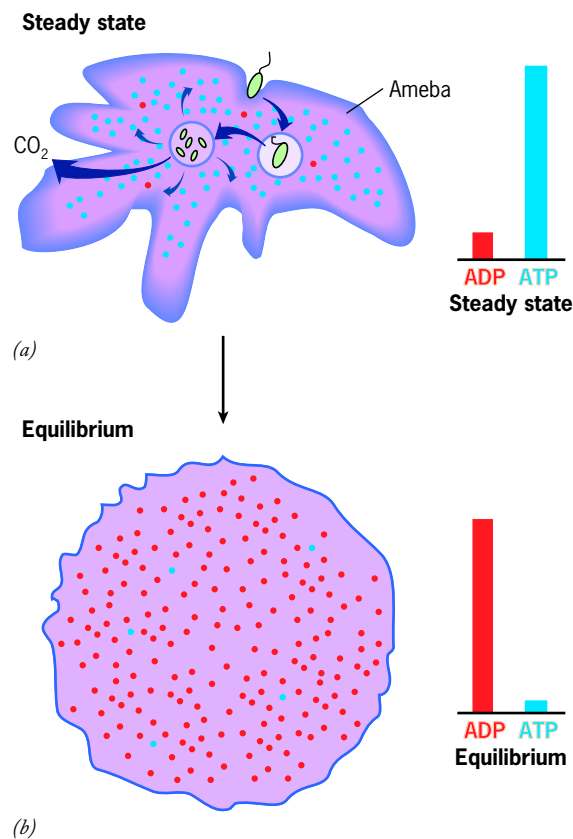 Steady state
Ameba
CO2
ADP ATP
Steady state
(a)
Equilibrium
ADP ATP
Equilibrium
(b)